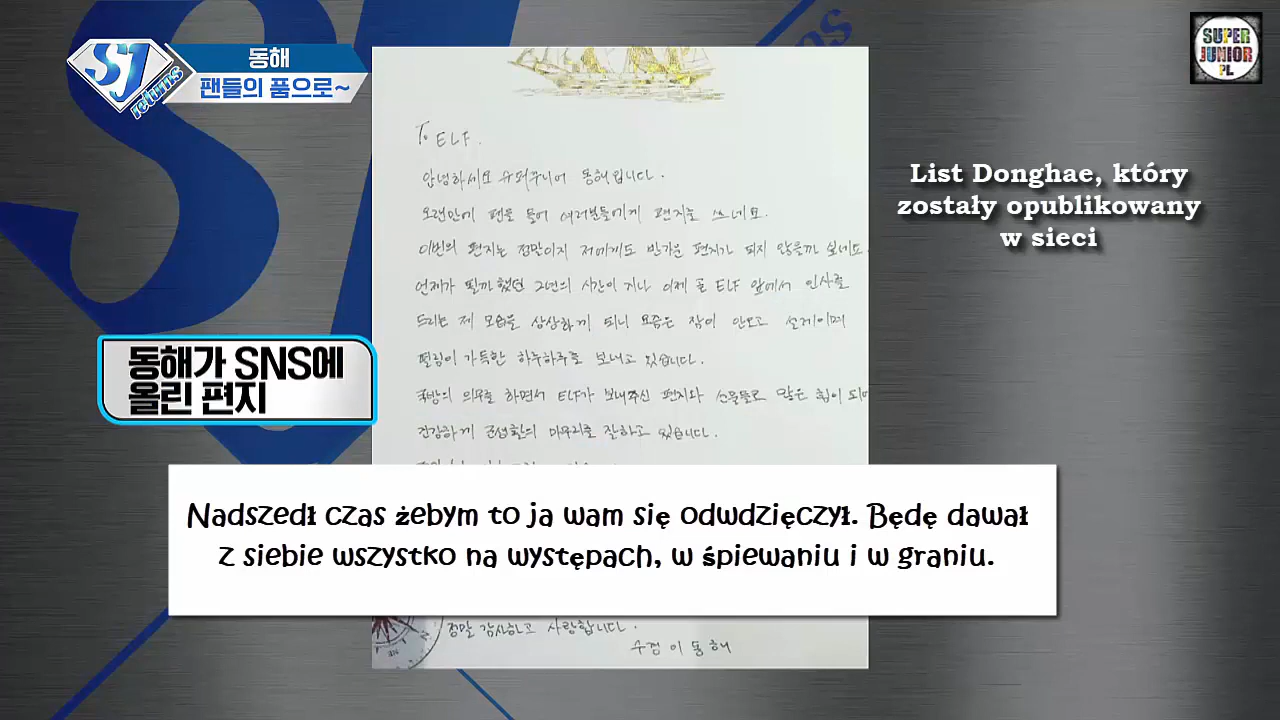 SJ
returns
동해
팬들의 품으로~
SUPER
JUNIOR
PL
ns
To ELF.
안녕하세요 슈퍼주니어 동해입니다.
오랜만에 펜을 들어 여러분들에게 편지를 쓰네요.
이번의 편지는 정말이지 저에게도 반가운 편지가 되지 않을까 싶네요.
언제가 될까 했던 2년의 시간이 지나 이제 곧 ELF 앞에서 인사를
드리는 제 모습을 상상하게 되니 요즘은 잠이 안오고 설레이며
떨림이 가득한 하루하루를 보내고 있습니다.
국방의 의무를 하면서 ELF가 보내주신 편지와 선물들로 많은 힘이 되며
건강하게 군생활의 마무리를 잘하고 있습니다.
List Donghae, który
zostały opublikowany
w sieci
동해가 SNS에
올린 편지
Nadszedł czas żebym to ja wam się odwdzięczył. Będę dawał
z siebie wszystko na występach, w śpiewaniu i w graniu.
정말 감사하고 사랑합니다.
수경 이동해